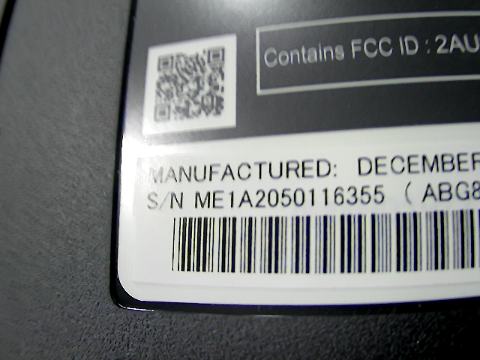 Contains FCC ID : 2AU
MANUFACTURED: DECEMBER
S/N ME1A2050116355 ( ABG8